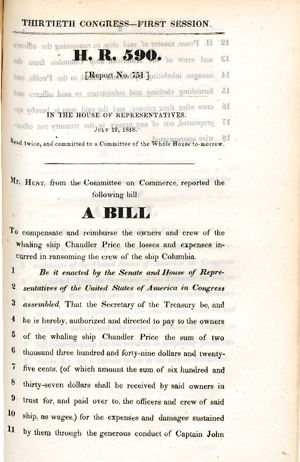 THIRTIETH CONGRESS—FIRST SESSION.
H. R. 590.
[Report No. 751]
IN THE HOUSE OF REPRESENTATIVES.
JULY 19, 1848.
Read twice, and committed to a Committee of the Whole House to-morrow.
Mr. HUNT, from the Committee on Commerce, reported the
following bill:
A BILL
To compensate and reimburse the owners and crew of the
whaling ship Chandler Price the losses and expenses in-
curred in ransoming the crew of the ship Columbia.
1 Be it enacted by the Senate and House of Repre-
2 sentatives of the United States of America in Congress
3 assembled, That the Secretary of the Treasury be, and
4 he is hereby, authorized and directed to pay to the owners
5 of the whaling ship Chandler Price the sum of two
6 thousand three hundred and forty-nine dollars and twenty-
7 five cents, (of which amount the sum of six hundred and
8 thirty-seven dollars shall be received by said owners in
9 trust for, and paid over to, the officers and crew of said
10 ship, as wages,) for the expenses and damages sustained
11 by them through the generous conduct of Captain John